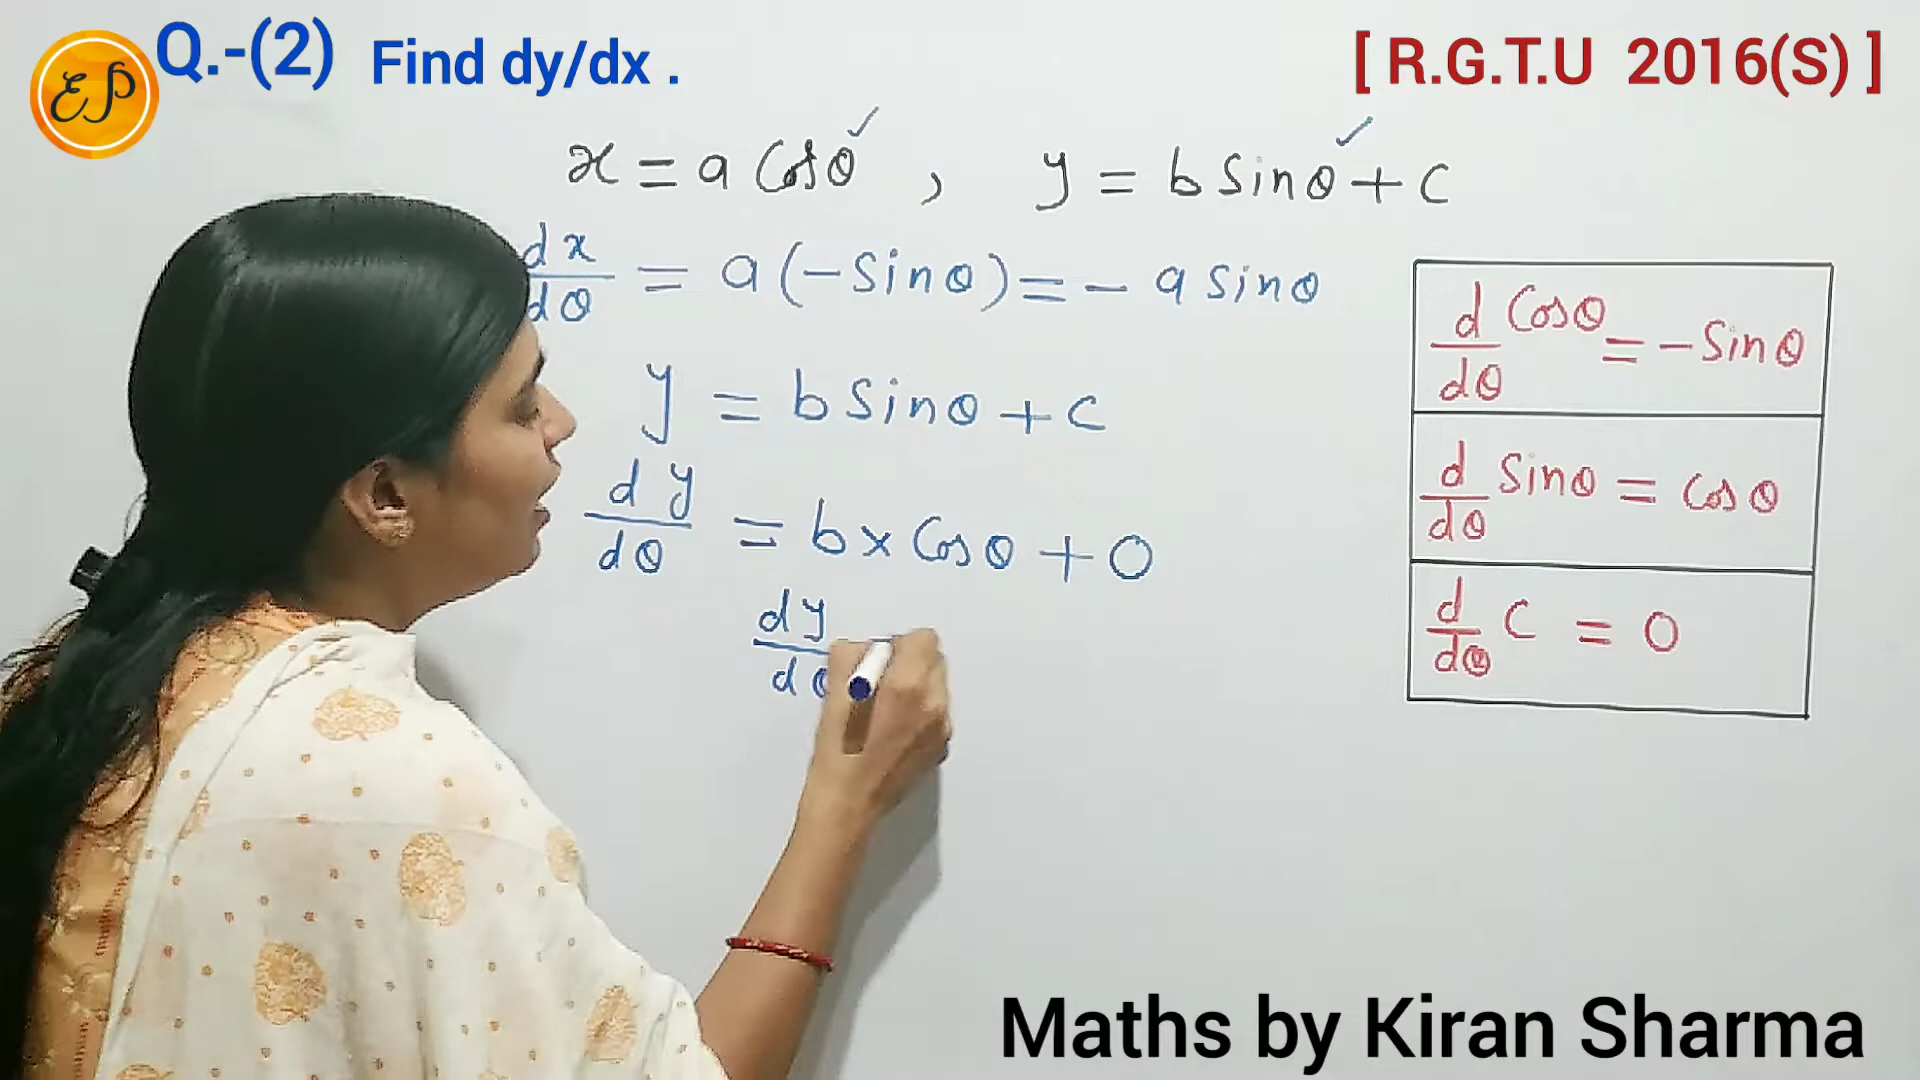 EP
Q.-(2) Find dy/dx .
[ R.G.T.U 2016(S) ]
x = a Cosθ , y = b Sinθ + c
dx/dθ = a(-Sinθ) = - a Sinθ
y = b Sinθ + c
dy/dθ = b x Cosθ + 0
dy/dθ
d/dθ Cosθ = - Sinθ
d/dθ Sinθ = Cosθ
d/dθ C = 0
Maths by Kiran Sharma